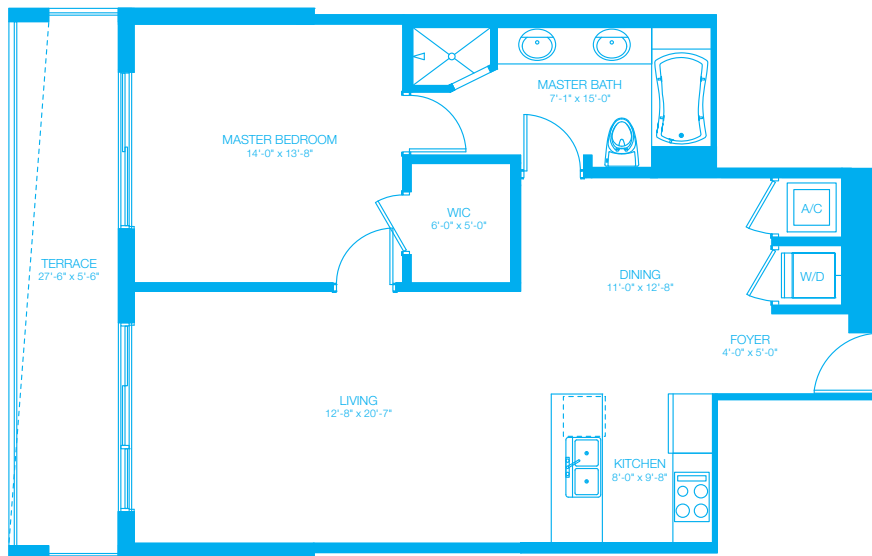 MASTER BATH
7'-1" x 15'-0"
MASTER BEDROOM
14'-0" x 13'-8"
A/C
WIC
6'-0" x 5'-0"
TERRACE
27'-6" x 5'-6"
DINING
11'-0" x 12'-8"
W/D
FOYER
4'-0" x 5'-0"
LIVING
12'-8" x 20'-7"
KITCHEN
8'-0" x 9'-8"